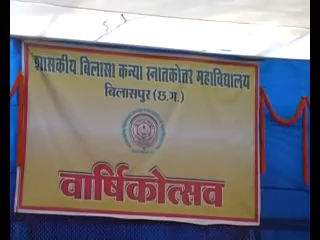 शासकीय बिलासा कन्या स्नातकोतर महाविद्यालय
बिलासपुर (छ.ग.)
वार्षिकोत्सव